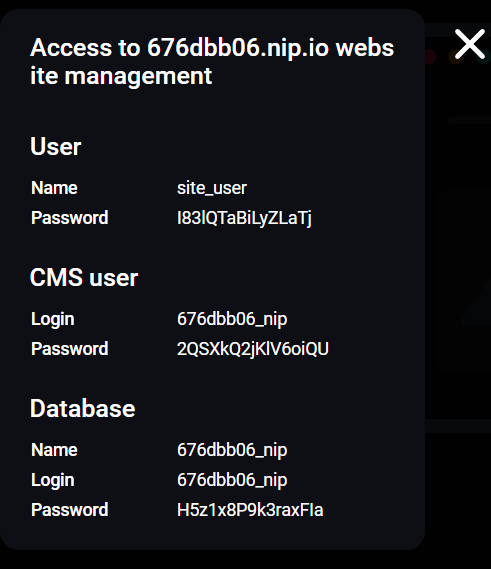 Access to 676dbb06.nip.io webs
ite management
User
Name site_user
Password I83lQTaBiLyZLaTj
CMS user
Login 676dbb06_nip
Password 2QSXkQ2jKlV6oiQU
Database
Name 676dbb06_nip
Login 676dbb06_nip
Password H5z1x8P9k3raxFIa